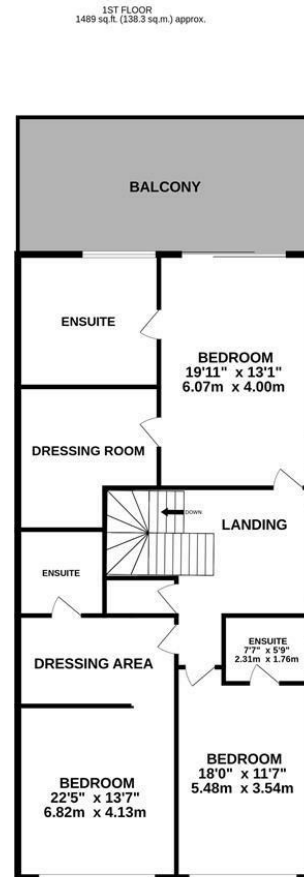 1ST FLOOR
1489 sq.ft. (138.3 sq.m.) approx.
BALCONY
ENSUITE
BEDROOM
19'11" x 13'1"
6.07m x 4.00m
DRESSING ROOM
DOWN
LANDING
ENSUITE
ENSUITE
7'7" x 5'9"
2.31m x 1.76m
DRESSING AREA
BEDROOM
22'5" x 13'7"
6.82m x 4.13m
BEDROOM
18'0" x 11'7"
5.48m x 3.54m